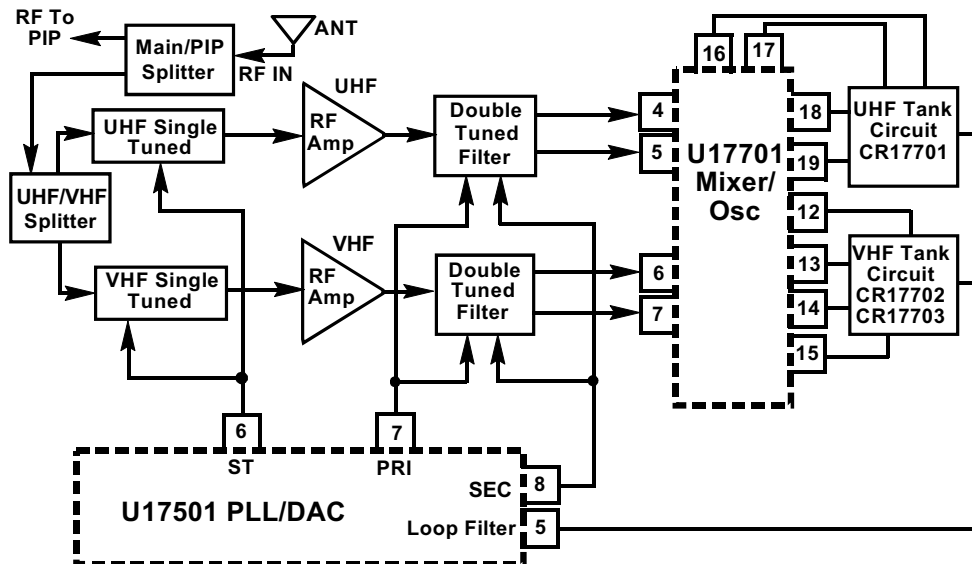 RF To
PIP
Main/PIP
Splitter
RF IN
ANT
UHF/VHF
Splitter
UHF Single
Tuned
UHF
RF
Amp
Double
Tuned
Filter
VHF Single
Tuned
VHF
RF
Amp
Double
Tuned
Filter
4
5
6
7
16
17
U17701
Mixer/
Osc
18
19
12
13
14
15
UHF Tank
Circuit
CR17701
VHF Tank
Circuit
CR17702
CR17703
6
ST
7
PRI
SEC
8
U17501 PLL/DAC
Loop Filter
5